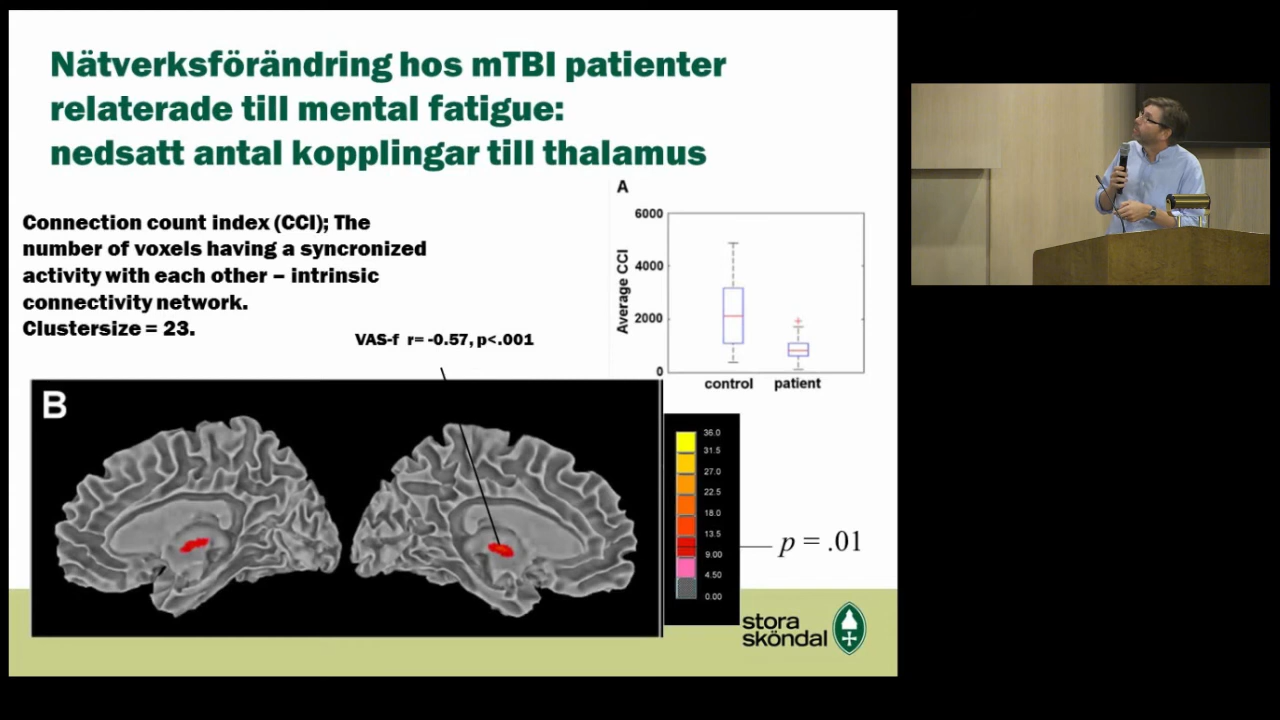 Nätverksförändring hos mTBI patienter
relaterade till mental fatigue:
nedsatt antal kopplingar till thalamus
Connection count index (CCI); The
number of voxels having a syncronized
activity with each other – intrinsic
connectivity network.
Clustersize = 23.
VAS-f r= -0.57, p<.001
A
6000
4000
2000
0
Average CCI
control patient
B
36.0
31.5
27.0
22.5
18.0
13.5
9.00
4.50
0.00
p = .01
stora
sköndal